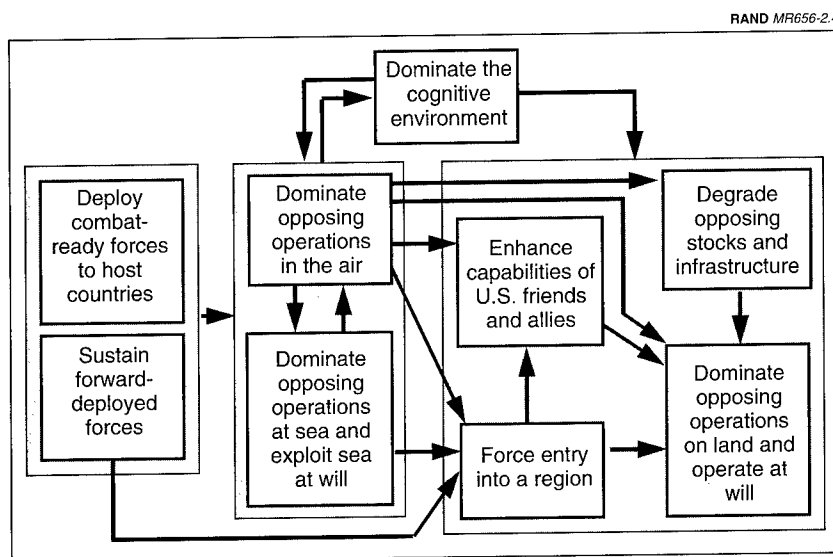 RAND MR656-2.
Dominate the
cognitive
environment
Deploy
combat-
ready forces
to host
countries
Sustain
forward-
deployed
forces
Dominate
opposing
operations
in the air
Dominate
opposing
operations
at sea and
exploit sea
at will
Enhance
capabilities of
U.S. friends
and allies
Force entry
into a region
Degrade
opposing
stocks and
infrastructure
Dominate
opposing
operations
on land and
operate at
will